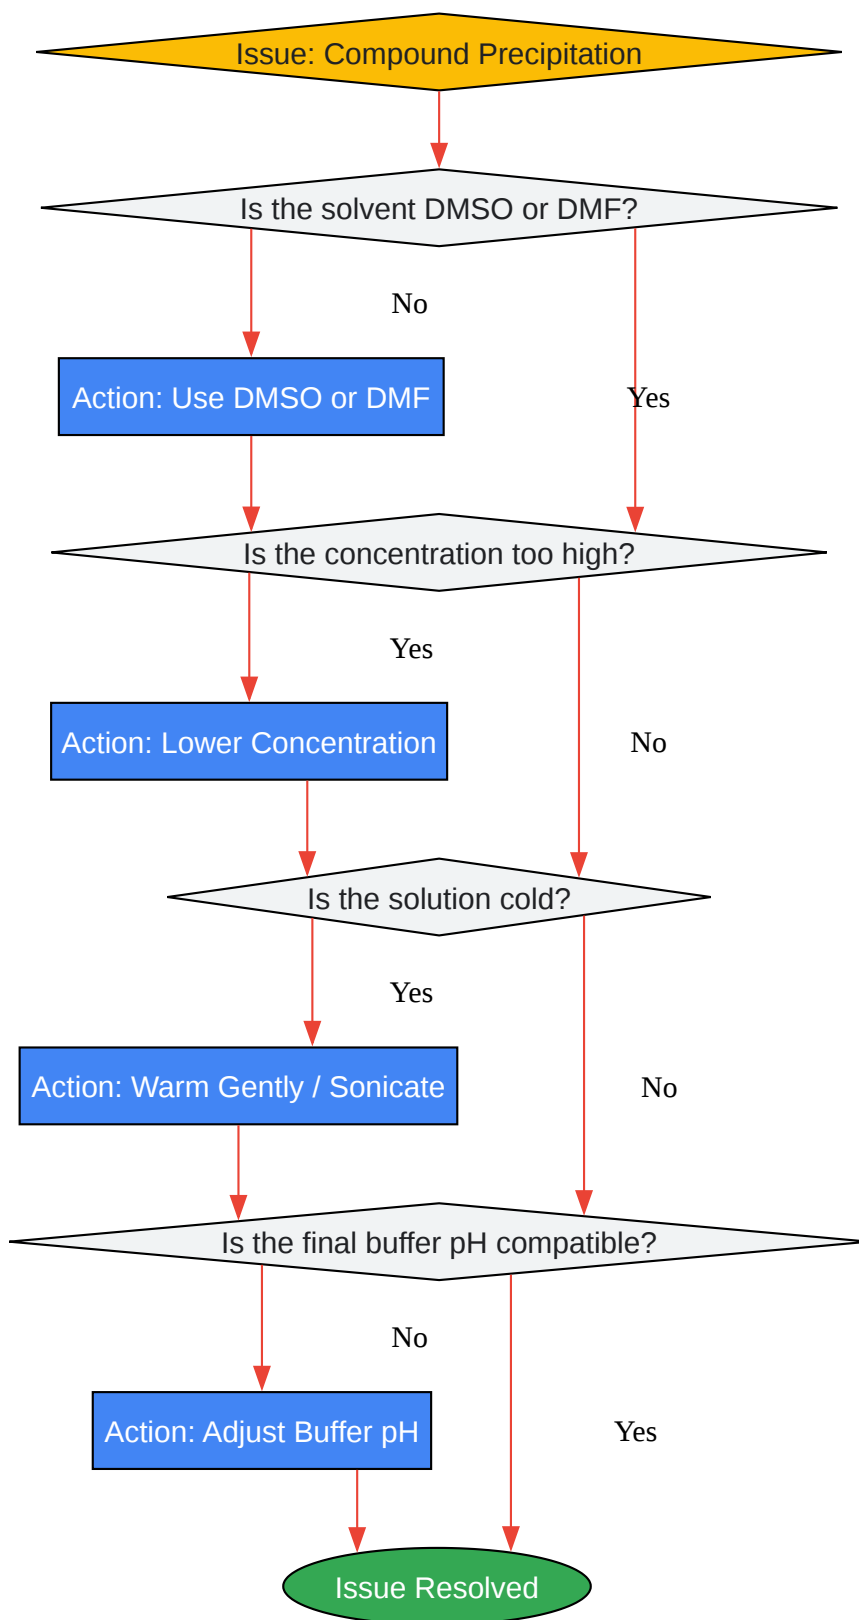 Issue: Compound Precipitation
Is the solvent DMSO or DMF?
No
Action: Use DMSO or DMF
Yes
Is the concentration too high?
Yes
Action: Lower Concentration
No
Is the solution cold?
Yes
Action: Warm Gently / Sonicate
No
Is the final buffer pH compatible?
No
Action: Adjust Buffer pH
Yes
Issue Resolved